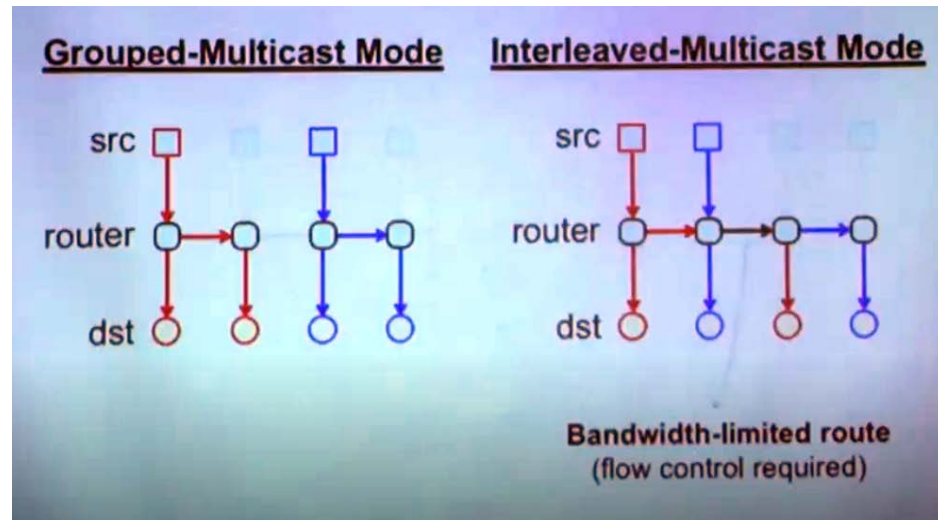 Grouped-Multicast Mode
Interleaved-Multicast Mode
src
router
dst
src
router
dst
Bandwidth-limited route
(flow control required)